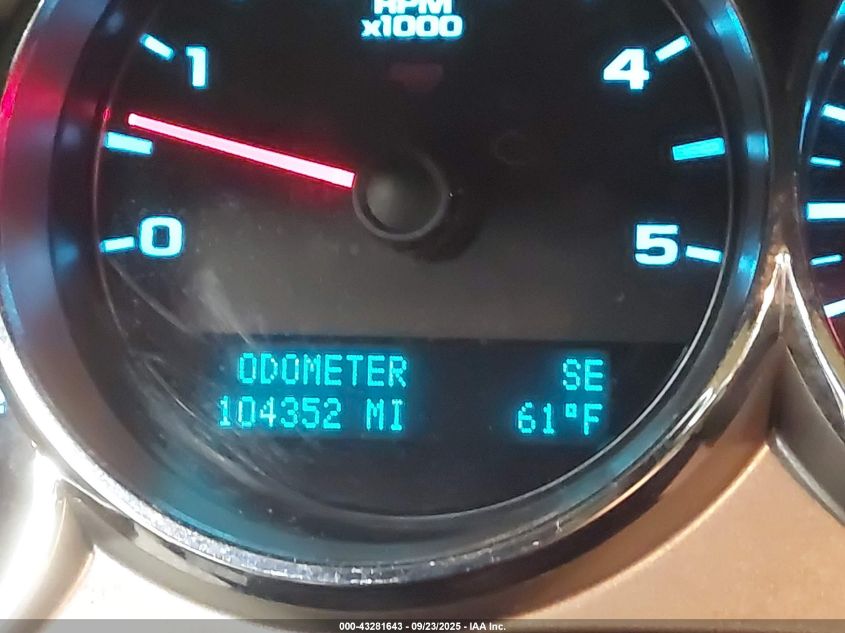 RPM
x1000
1
4
0
5
ODOMETER SE
104352 MI 61°F
000-43281643 - 09/23/2025 - IAA Inc.